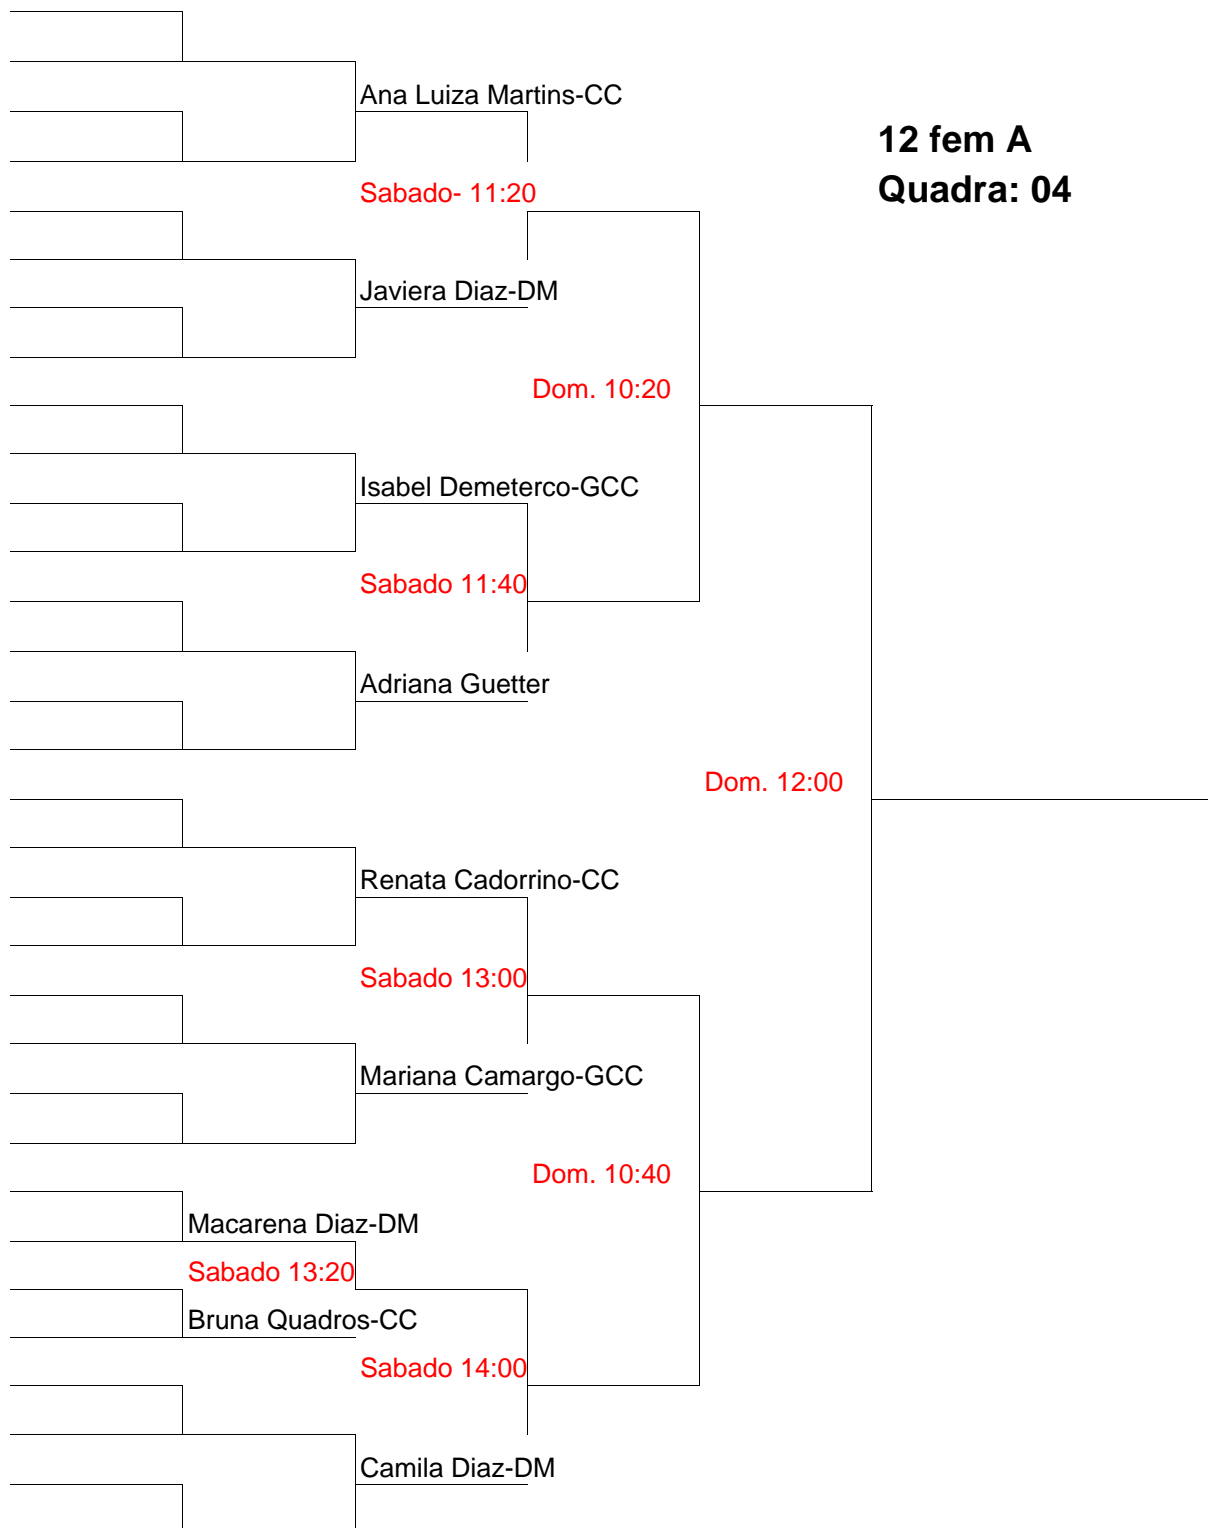 Ana Luiza Martins-CC
12 fem A
Quadra: 04
Sabado- 11:20
Javiera Diaz-DM
Dom. 10:20
Isabel Demeterco-GCC
Sabado 11:40
Adriana Guetter
Dom. 12:00
Renata Cadorrino-CC
Sabado 13:00
Mariana Camargo-GCC
Dom. 10:40
Macarena Diaz-DM
Sabado 13:20
Bruna Quadros-CC
Sabado 14:00
Camila Diaz-DM